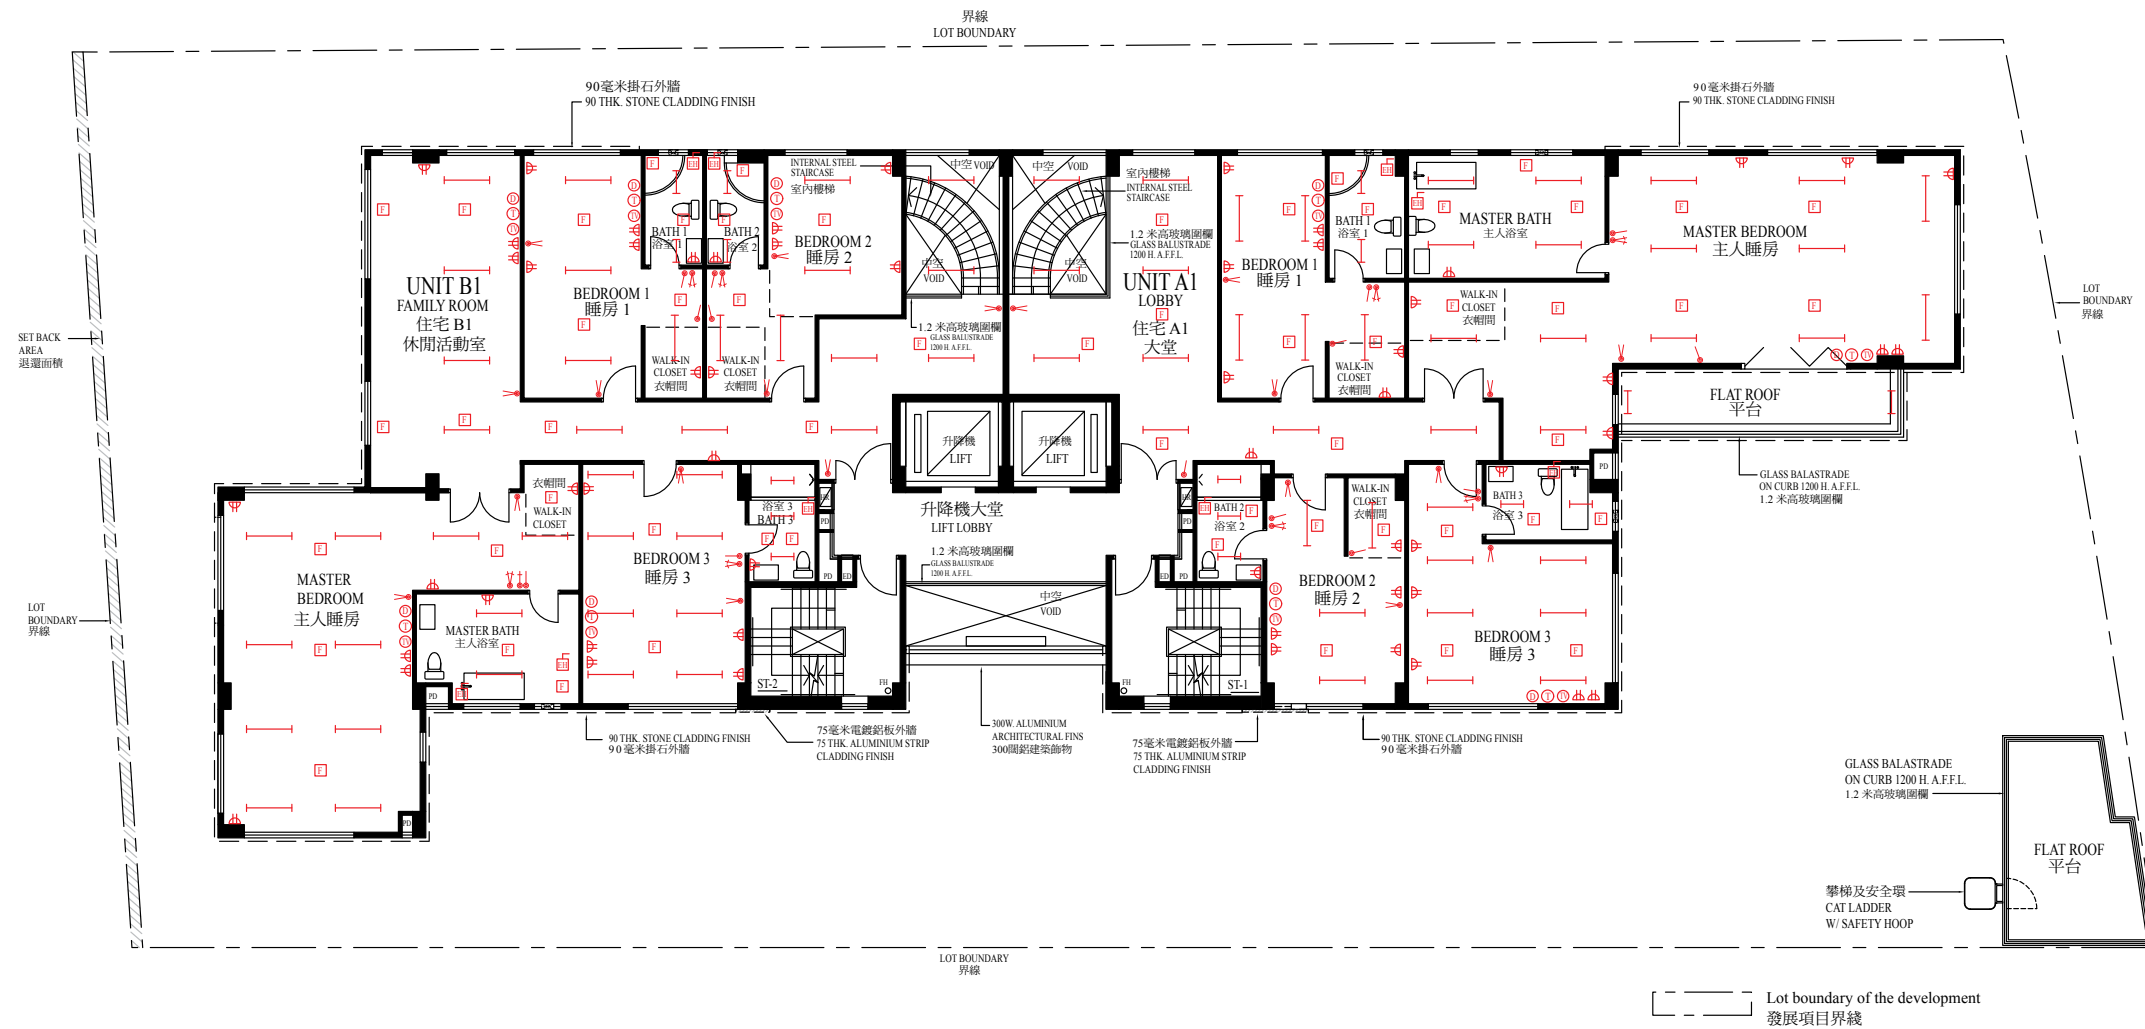 界線
LOT BOUNDARY
90毫米掛石外牆
90 THK. STONE CLADDING FINISH
90毫米掛石外牆
90 THK. STONE CLADDING FINISH
SET BACK
AREA
退還面積
LOT
BOUNDARY
界線
LOT
BOUNDARY
界線
UNIT B1
FAMILY ROOM
住宅 B1
休閒活動室
BEDROOM 1
睡房 1
BATH 1
浴室 1
BATH 2
浴室 2
BEDROOM 2
睡房 2
INTERNAL STEEL
STAIRCASE
室內樓梯
中空 VOID
中空
VOID
中空 VOID
中空
VOID
室內樓梯
INTERNAL STEEL
STAIRCASE
1.2 米高玻璃圍欄
GLASS BALUSTRADE
1200 H. A.F.F.L.
1.2 米高玻璃圍欄
GLASS BALUSTRADE
1200 H. A.F.F.L.
UNIT A1
LOBBY
住宅 A1
大堂
BEDROOM 1
睡房 1
BATH 1
浴室 1
MASTER BATH
主人浴室
MASTER BEDROOM
主人睡房
WALK-IN
CLOSET
衣帽間
WALK-IN
CLOSET
衣帽間
WALK-IN
CLOSET
衣帽間
WALK-IN
CLOSET
衣帽間
FLAT ROOF
平台
升降機
LIFT
升降機
LIFT
升降機大堂
LIFT LOBBY
1.2 米高玻璃圍欄
GLASS BALUSTRADE
1200 H. A.F.F.L.
中空
VOID
衣帽間
WALK-IN
CLOSET
MASTER
BEDROOM
主人睡房
MASTER BATH
主人浴室
BEDROOM 3
睡房 3
浴室 3
BATH 3
HR
PD
PD
ED
ST-2
FH
PD
PD
HR
PD
ED
PD
ST-1
FH
BATH 2
浴室 2
BEDROOM 2
睡房 2
WALK-IN
CLOSET
衣帽間
BATH 3
浴室 3
PD
BEDROOM 3
睡房 3
GLASS BALASTRADE
ON CURB 1200 H. A.F.F.L.
1.2 米高玻璃圍欄
90 THK. STONE CLADDING FINISH
90毫米掛石外牆
75毫米電鍍鋁板外牆
75 THK. ALUMINIUM STRIP
CLADDING FINISH
300W. ALUMINIUM
ARCHITECTURAL FINS
300闊鋁建築飾物
75毫米電鍍鋁板外牆
75 THK. ALUMINIUM STRIP
CLADDING FINISH
90 THK. STONE CLADDING FINISH
90毫米掛石外牆
GLASS BALASTRADE
ON CURB 1200 H. A.F.F.L.
1.2 米高玻璃圍欄
FLAT ROOF
平台
攀梯及安全環
CAT LADDER
W/ SAFETY HOOP
LOT BOUNDARY
界線
Lot boundary of the development
發展項目界綫